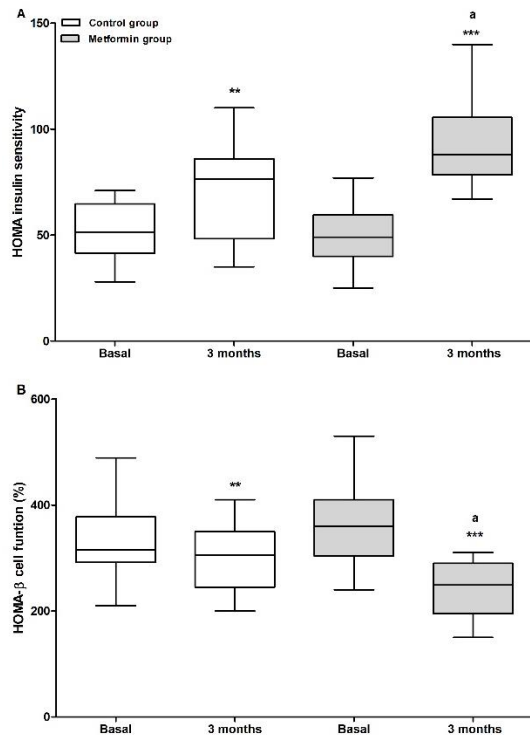 A
150
Control group
Metformin group
a
***
**
100
HOMA insulin sensitivity
50
0
Basal
3 months
Basal
3 months
B
600
HOMA-β cell funtion (%)
400
**
a
***
200
0
Basal
3 months
Basal
3 months